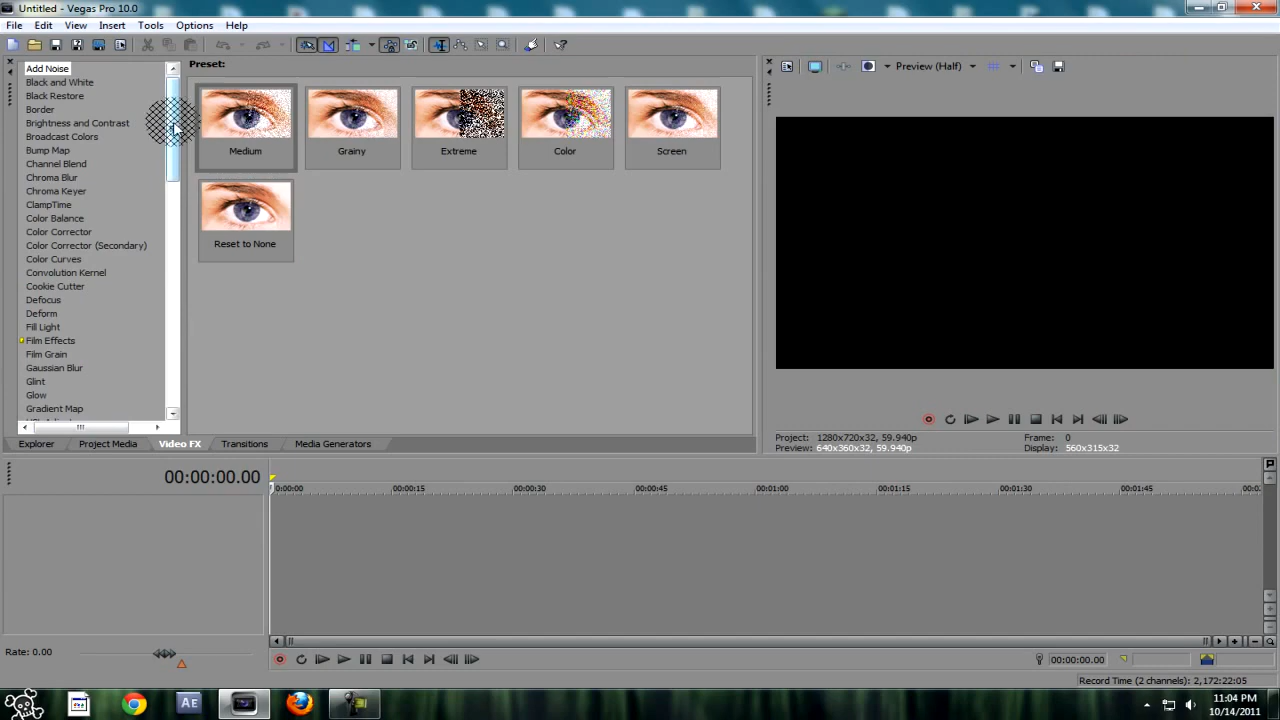 Untitled - Vegas Pro 10.0
File Edit View Insert Tools Options Help
Add Noise
Black and White
Black Restore
Border
Brightness and Contrast
Broadcast Colors
Bump Map
Channel Blend
Chroma Blur
Chroma Keyer
ClampTime
Color Balance
Color Corrector
Color Corrector (Secondary)
Color Curves
Convolution Kernel
Cookie Cutter
Defocus
Deform
Fill Light
Film Effects
Film Grain
Gaussian Blur
Glint
Glow
Gradient Map
Preset:
Medium Grainy Extreme Color Screen
Reset to None
Preview (Half)
Explorer Project Media Video FX Transitions Media Generators
Project: 1280x720x32, 59.940p Frame: 0
Preview: 640x360x32, 59.940p Display: 560x315x32
00:00:00.00
0:00:00 00:00:15 00:00:30 00:00:45 00:01:00 00:01:15 00:01:30 00:01:45 00:0
Rate: 0.00
00:00:00.00
Record Time (2 channels): 2,172:22:05
Ae
11:04 PM
10/14/2011